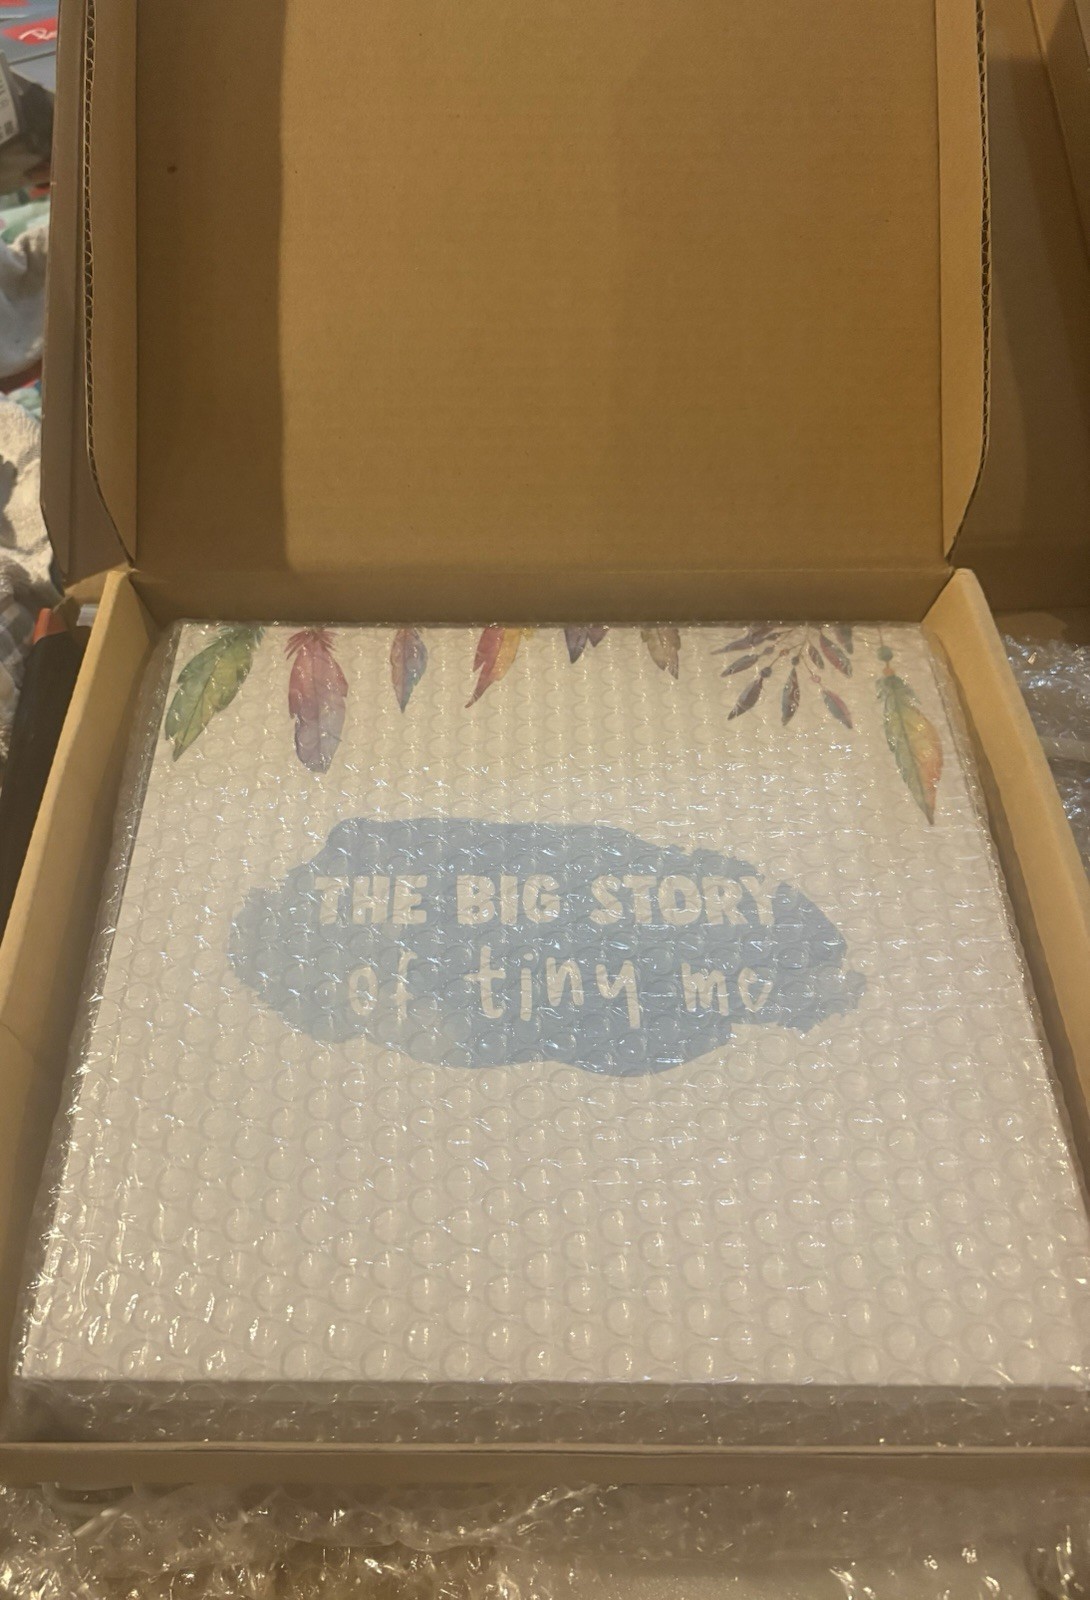 THE BIG STORY
of tiny me